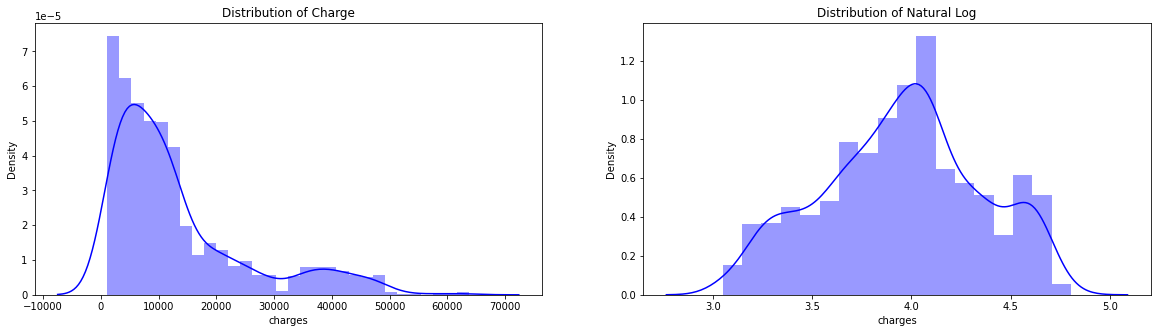 Distribution of Charge
1e−5
7
6
5
4
3
2
1
0
Density
−10000 0 10000 20000 30000 40000 50000 60000 70000
charges
Distribution of Natural Log
1.2
1.0
0.8
0.6
0.4
0.2
0.0
Density
3.0 3.5 4.0 4.5 5.0
charges